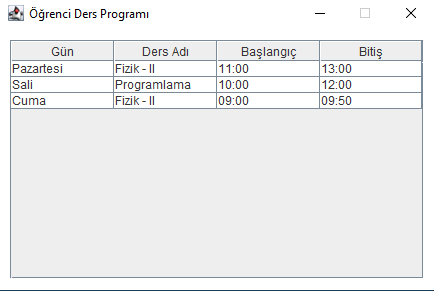 Öğrenci Ders Programı
Gün Ders Adı Başlangıç Bitiş
Pazartesi Fizik - II 11:00 13:00
Sali Programlama 10:00 12:00
Cuma Fizik - II 09:00 09:50